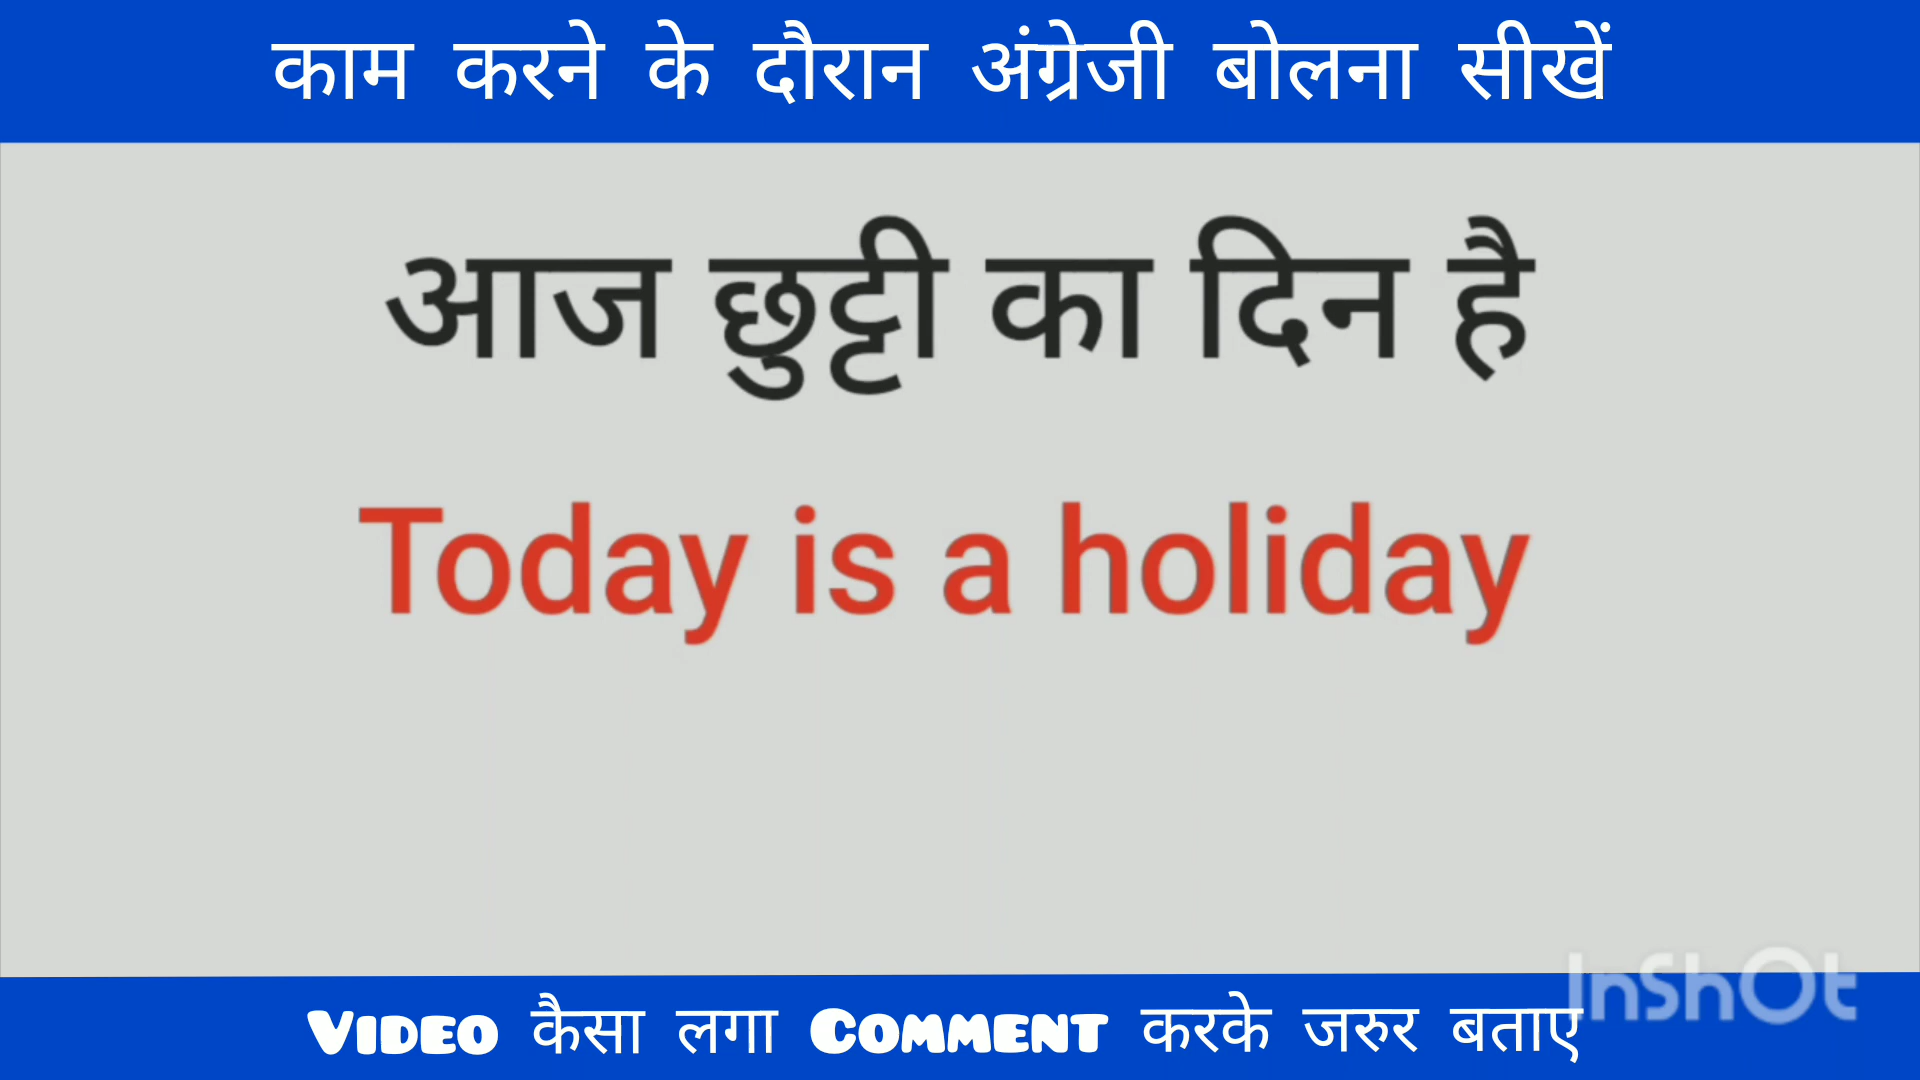 काम करने के दौरान अंग्रेजी बोलना सीखें
आज छुट्टी का दिन है
Today is a holiday
InShOt
VIDEO कैसा लगा COMMENT करके जरुर बताए